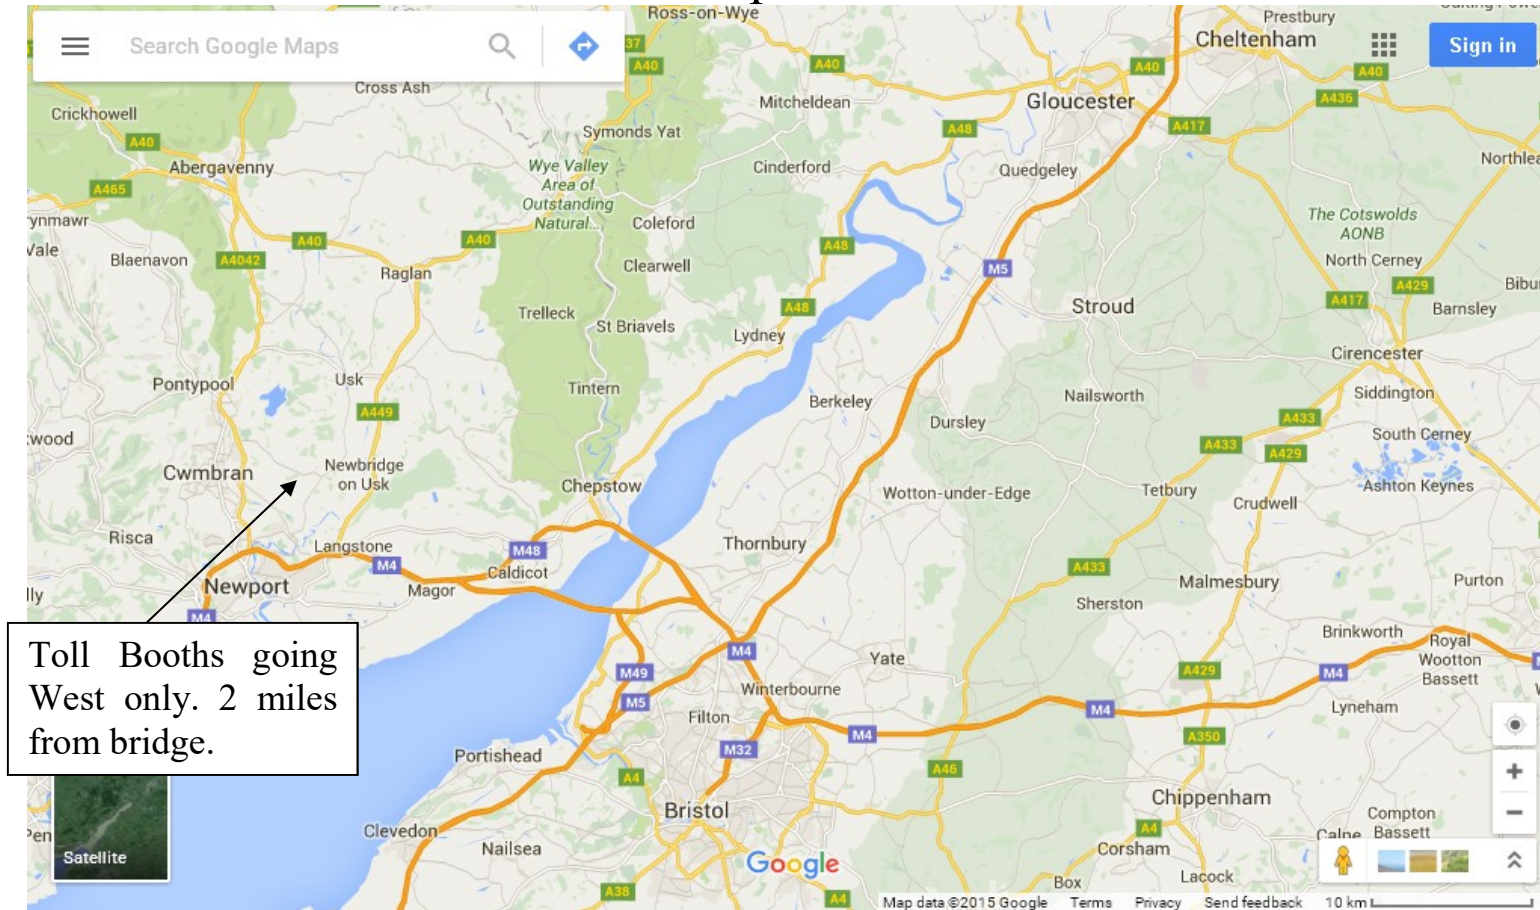 Ross-on-Wye
Prestbury
Search Google Maps
37
Cheltenham
Sign in
A40
A40
A40
A40
Cross Ash
Mitcheldean
Gloucester
A436
Crickhowell
Symonds Yat
A48
A417
A40
Abergavenny
Wye Valley
Area of
Outstanding
Natural...
Cinderford
Quedgeley
A465
Coleford
The Cotswolds
AONB
A40
A40
A48
Blaenavon
A4042
Raglan
Clearwell
M5
North Cerney
A429
A417
Barnsley
Trelleck
St Briavels
A48
Stroud
Lydney
Cirencester
Pontypool
Usk
Tintern
Berkeley
Nailsworth
Siddington
A449
Dursley
A433
South Cerney
A433
A429
Cwmbran
Newbridge
on Usk
Chepstow
Wotton-under-Edge
Tetbury
Ashton Keynes
Crudwell
Risca
Langstone
M48
Thornbury
M4
Caldicot
A433
Newport
Magor
Malmesbury
Purton
Sherston
M4
Toll Booths going
West only. 2 miles
from bridge.
M4
Brinkworth
Royal
Wootton
Bassett
M49
Yate
A429
M4
M5
Winterbourne
Filton
M4
M4
Lyneham
M32
A350
Portishead
A4
A46
Bristol
Chippenham
Compton
Bassett
Calne
Clevedon
Nailsea
A4
Corsham
Satellite
Google
Box
Lacock
A38
A4
Map data ©2015 Google Terms Privacy Send feedback 10 km